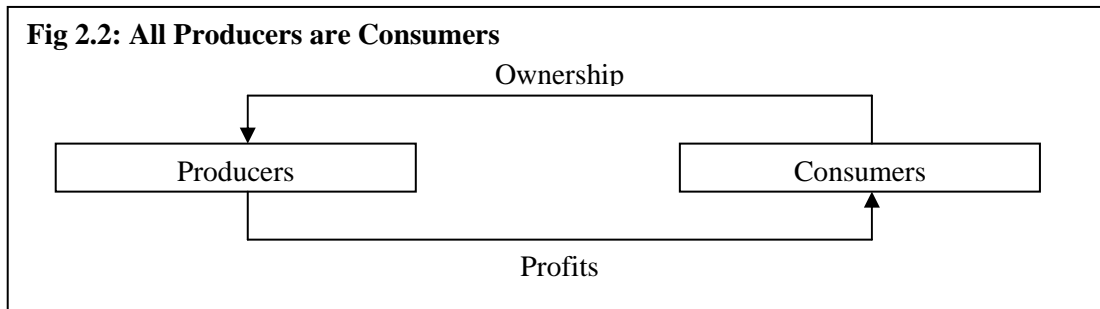 Fig 2.2: All Producers are Consumers
Ownership
Producers
Consumers
Profits